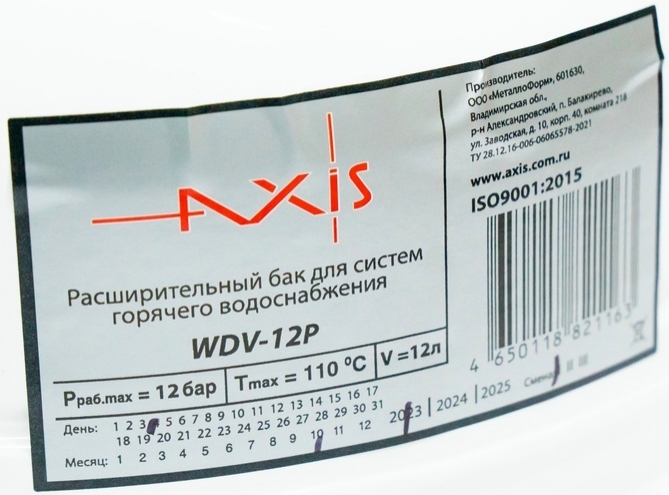 AXIS
Расширительный бак для систем
горячего водоснабжения
WDV-12P
Pраб.max = 12 бар
Tmax = 110 ºC
V = 12л
День: 1 2 3 4 5 6 7 8 9 10 11 12 13 14 15 16 17
18 19 20 21 22 23 24 25 26 27 28 29 30 31
Месяц: 1 2 3 4 5 6 7 8 9 10 11 12
2023 | 2024 | 2025
Смена I II III
Производитель:
ООО «МеталлоФорм», 601630,
Владимирская обл.,
р-н Александровский, п. Балакирево,
ул. Заводская, д. 10, корп. 40, комната 218
ТУ 28.12.16-006-06065578-2021
www.axis.com.ru
ISO9001:2015
4 650118 821163